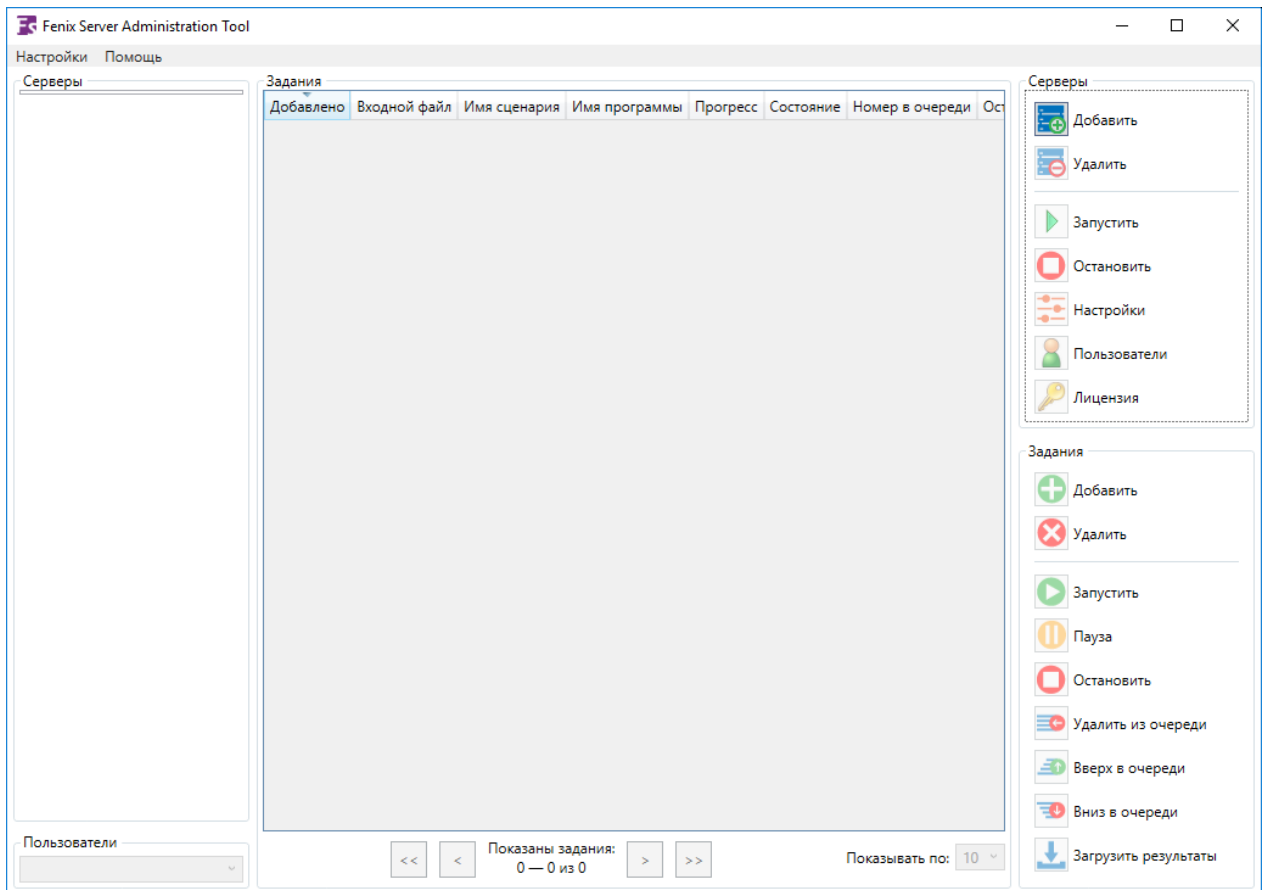 Fenix Server Administration Tool
Настройки Помощь
Серверы
Задания
Добавлено Входной файл Имя сценария Имя программы Прогресс Состояние Номер в очереди Ост
Серверы
Добавить
Удалить
Запустить
Остановить
Настройки
Пользователи
Лицензия
Задания
Добавить
Удалить
Запустить
Пауза
Остановить
Удалить из очереди
Вверх в очереди
Вниз в очереди
Загрузить результаты
Пользователи
<< < Показаны задания: > >>
0 — 0 из 0
Показывать по: 10